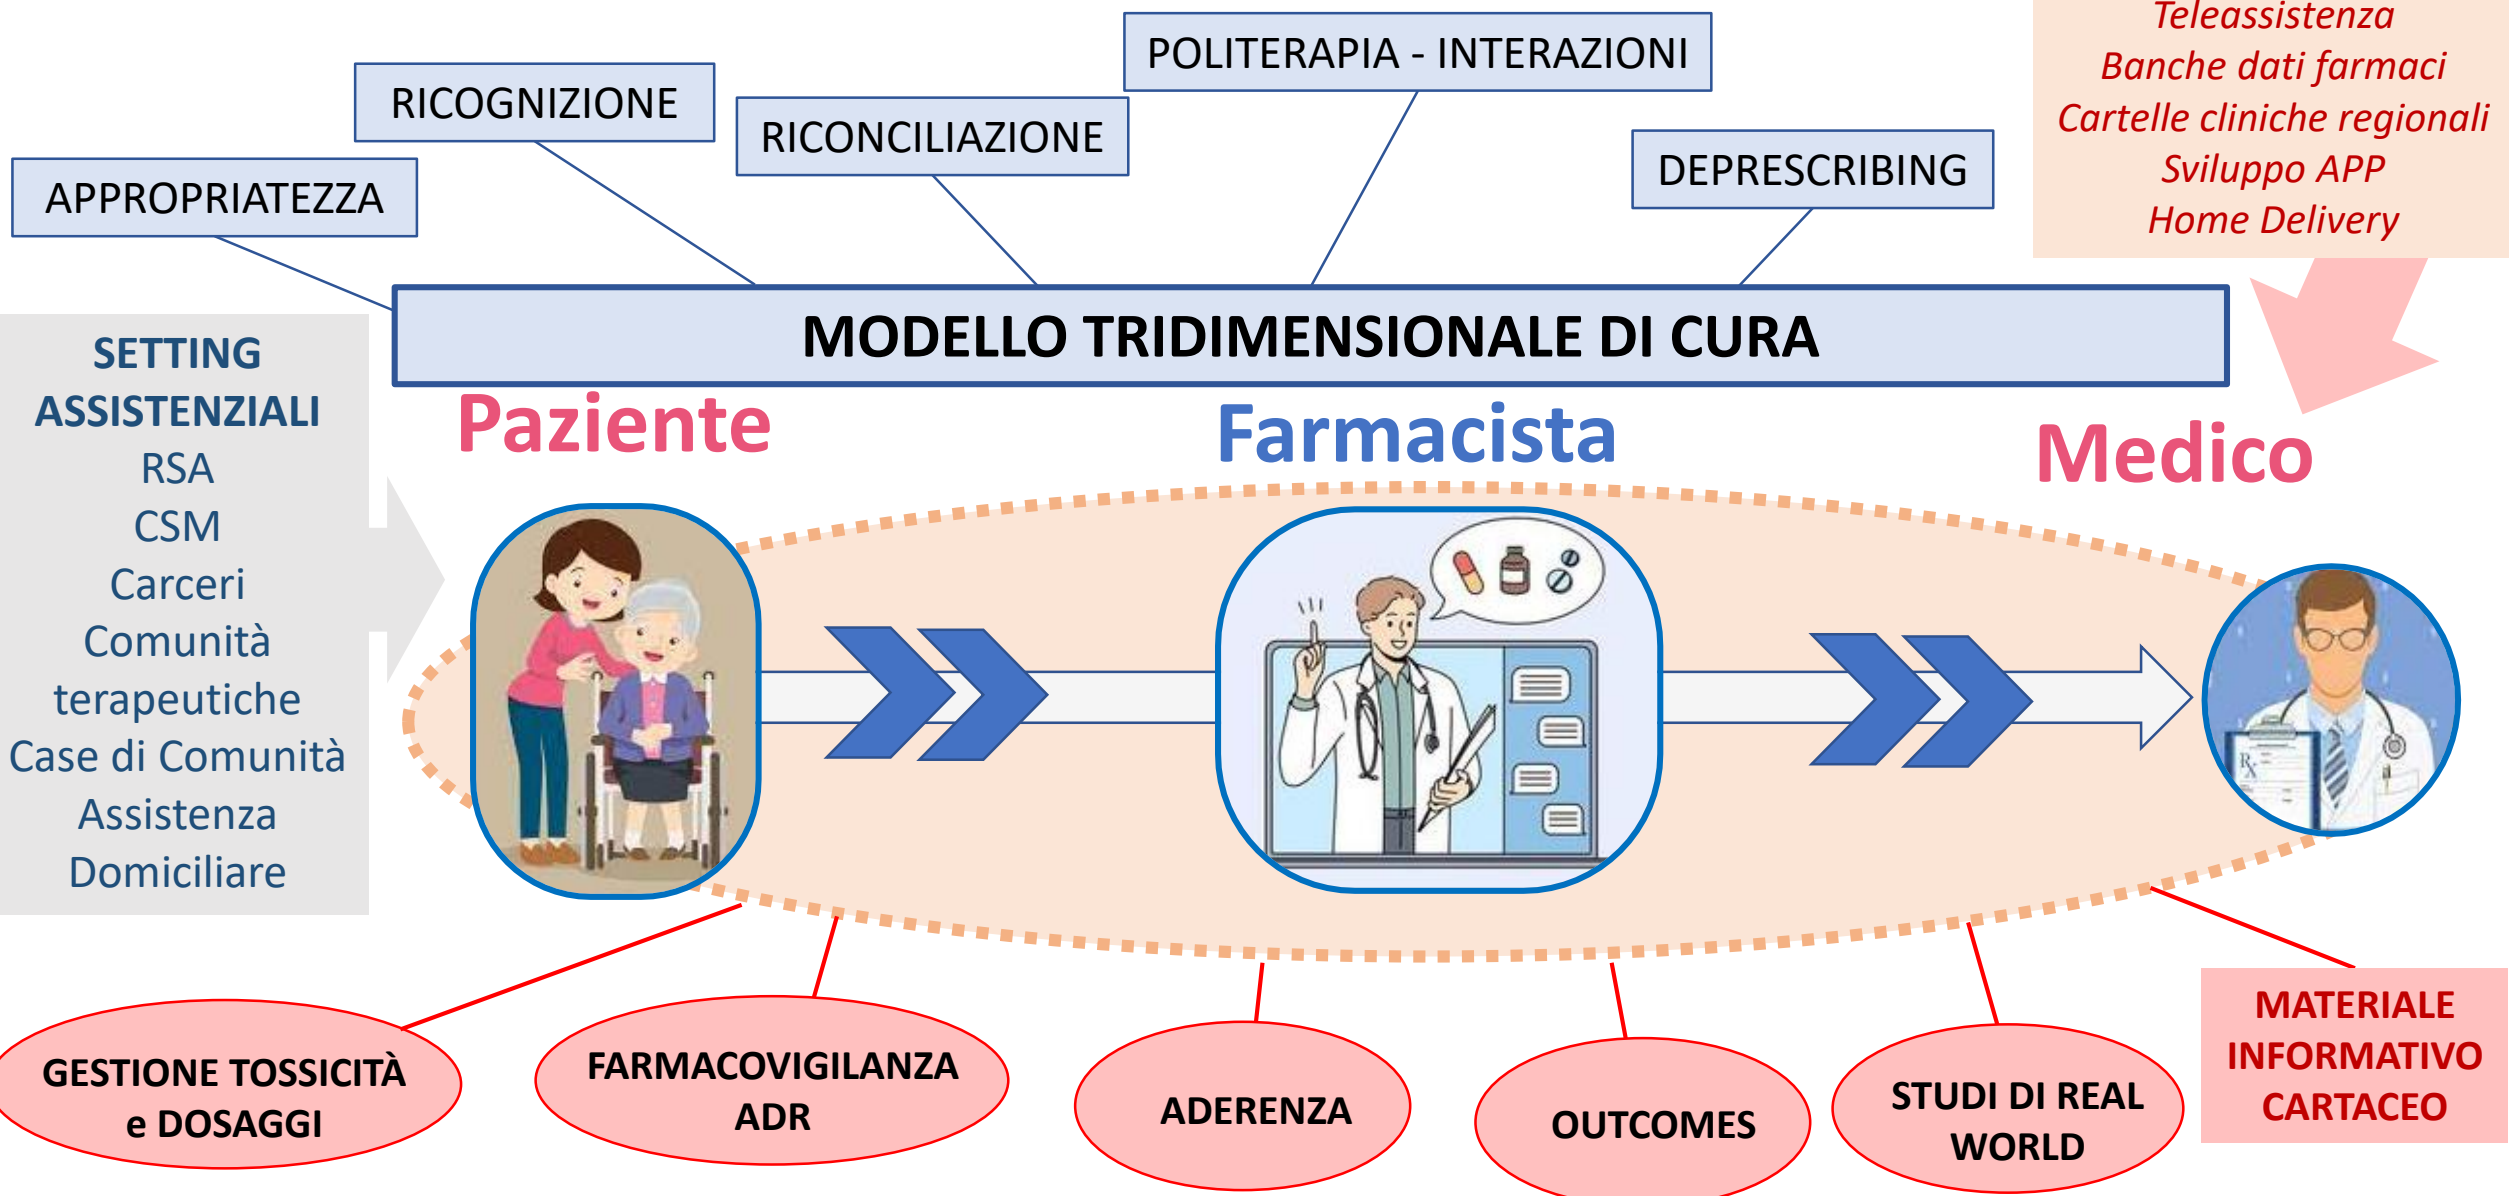 Teleassistenza
Banche dati farmaci
Cartelle cliniche regionali
Sviluppo APP
Home Delivery
POLITERAPIA - INTERAZIONI
RICOGNIZIONE
RICONCILIAZIONE
DEPRESCRIBING
APPROPRIATEZZA
MODELLO TRIDIMENSIONALE DI CURA
SETTING
ASSISTENZIALI
RSA
CSM
Carceri
Comunità
terapeutiche
Case di Comunità
Assistenza
Domiciliare
Paziente
Farmacista
Medico
Rx
GESTIONE TOSSICITÀ
e DOSAGGI
FARMACOVIGILANZA
ADR
ADERENZA
OUTCOMES
STUDI DI REAL
WORLD
MATERIALE
INFORMATIVO
CARTACEO